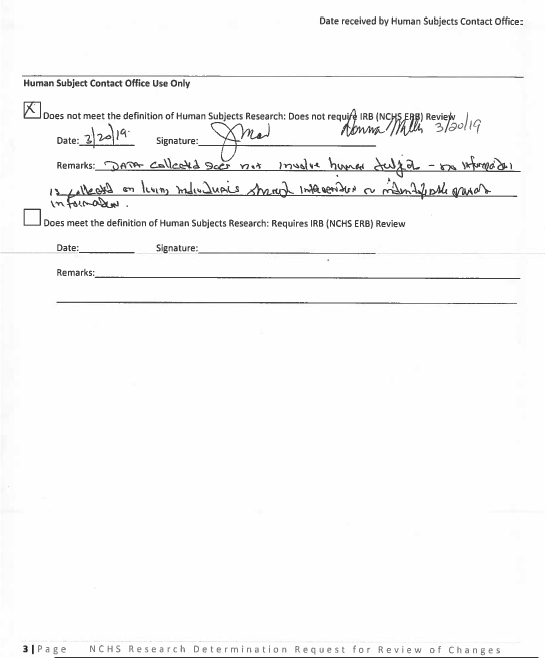 Date received by Human Subjects Contact Office:
Human Subject Contact Office Use Only
X Does not meet the definition of Human Subjects Research: Does not require IRB (NCHS ERB) Review
Date: 3/20/19 Signature: Donna Miller 3/20/19
Remarks: DATA collected does not involve human subject - no information
is collected on living individuals through intervention or identifiable private
information.
Does meet the definition of Human Subjects Research: Requires IRB (NCHS ERB) Review
Date: Signature:
Remarks:
3 | Page NCHS Research Determination Request for Review of Changes